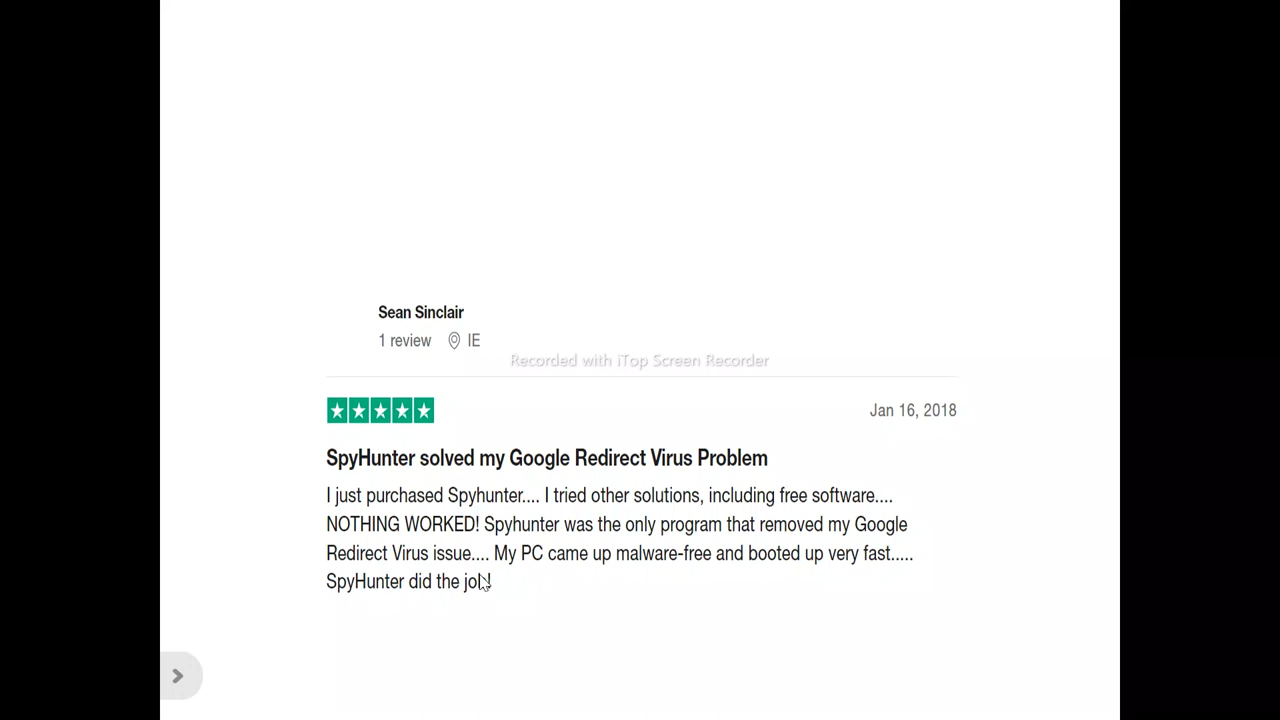 Sean Sinclair
1 review IE
Recorded with iTop Screen Recorder
Jan 16, 2018
SpyHunter solved my Google Redirect Virus Problem
I just purchased Spyhunter.... I tried other solutions, including free software....
NOTHING WORKED! Spyhunter was the only program that removed my Google
Redirect Virus issue.... My PC came up malware-free and booted up very fast.....
SpyHunter did the job!